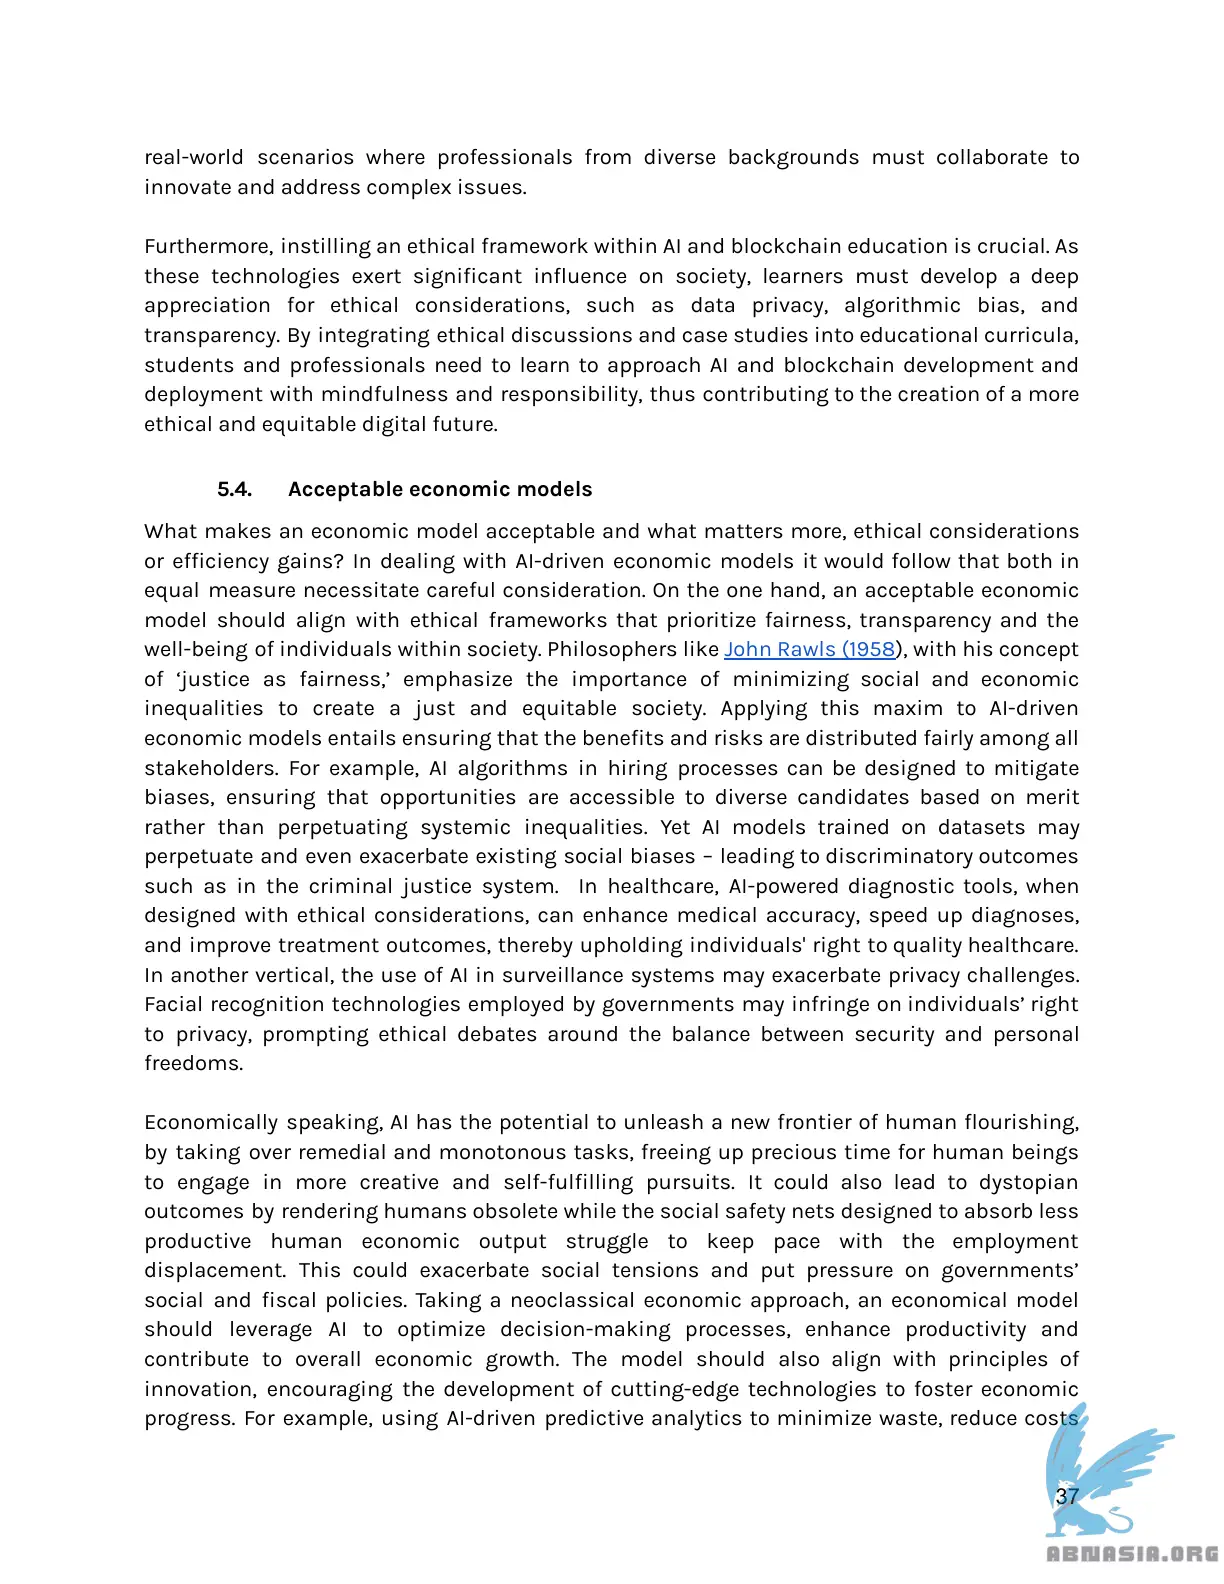 real-world scenarios where professionals from diverse backgrounds must collaborate to
innovate and address complex issues.
Furthermore, instilling an ethical framework within AI and blockchain education is crucial. As
these technologies exert significant influence on society, learners must develop a deep
appreciation for ethical considerations, such as data privacy, algorithmic bias, and
transparency. By integrating ethical discussions and case studies into educational curricula,
students and professionals need to learn to approach AI and blockchain development and
deployment with mindfulness and responsibility, thus contributing to the creation of a more
ethical and equitable digital future.
5.4. Acceptable economic models
What makes an economic model acceptable and what matters more, ethical considerations
or efficiency gains? In dealing with AI-driven economic models it would follow that both in
equal measure necessitate careful consideration. On the one hand, an acceptable economic
model should align with ethical frameworks that prioritize fairness, transparency and the
well-being of individuals within society. Philosophers like John Rawls (1958), with his concept
of ‘justice as fairness,’ emphasize the importance of minimizing social and economic
inequalities to create a just and equitable society. Applying this maxim to AI-driven
economic models entails ensuring that the benefits and risks are distributed fairly among all
stakeholders. For example, AI algorithms in hiring processes can be designed to mitigate
biases, ensuring that opportunities are accessible to diverse candidates based on merit
rather than perpetuating systemic inequalities. Yet AI models trained on datasets may
perpetuate and even exacerbate existing social biases – leading to discriminatory outcomes
such as in the criminal justice system. In healthcare, AI-powered diagnostic tools, when
designed with ethical considerations, can enhance medical accuracy, speed up diagnoses,
and improve treatment outcomes, thereby upholding individuals' right to quality healthcare.
In another vertical, the use of AI in surveillance systems may exacerbate privacy challenges.
Facial recognition technologies employed by governments may infringe on individuals’ right
to privacy, prompting ethical debates around the balance between security and personal
freedoms.
Economically speaking, AI has the potential to unleash a new frontier of human flourishing,
by taking over remedial and monotonous tasks, freeing up precious time for human beings
to engage in more creative and self-fulfilling pursuits. It could also lead to dystopian
outcomes by rendering humans obsolete while the social safety nets designed to absorb less
productive human economic output struggle to keep pace with the employment
displacement. This could exacerbate social tensions and put pressure on governments’
social and fiscal policies. Taking a neoclassical economic approach, an economical model
should leverage AI to optimize decision-making processes, enhance productivity and
contribute to overall economic growth. The model should also align with principles of
innovation, encouraging the development of cutting-edge technologies to foster economic
progress. For example, using AI-driven predictive analytics to minimize waste, reduce costs
37
ABNASIA.ORG